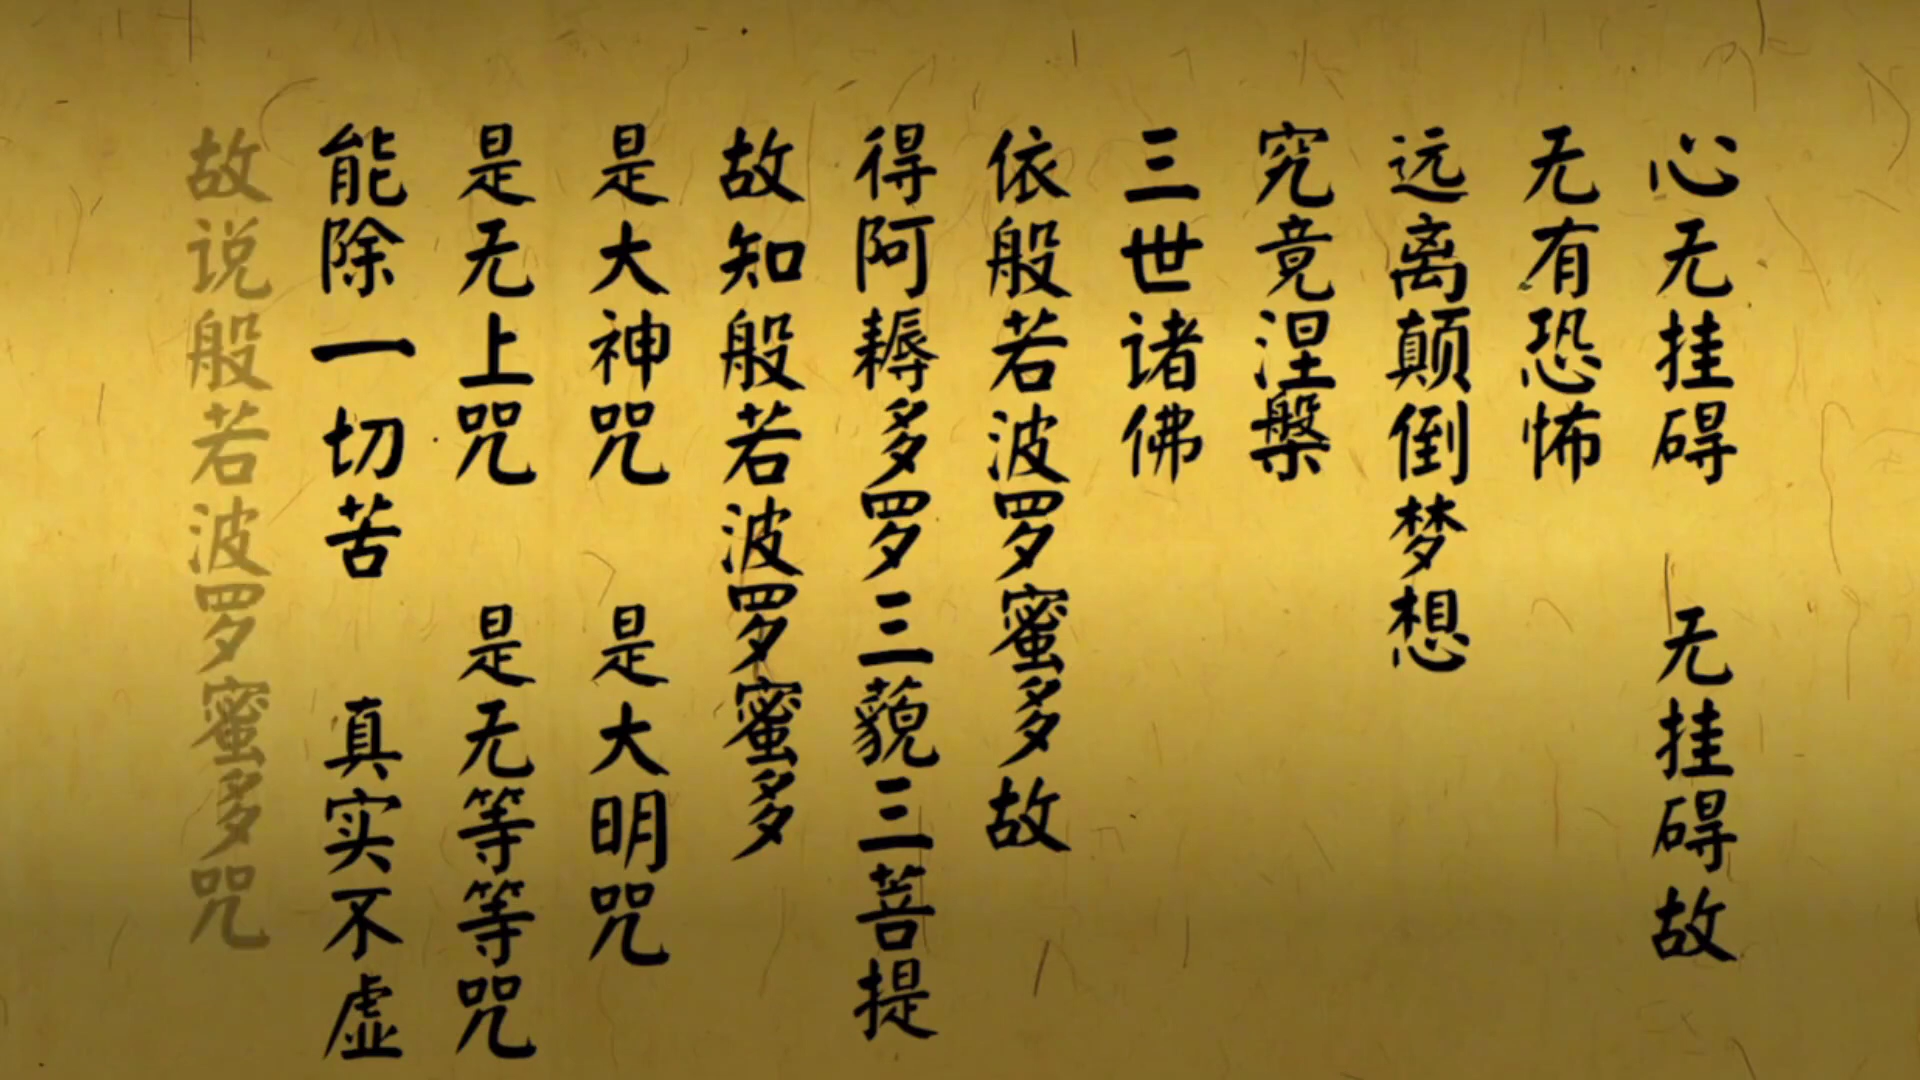 心无挂碍　无挂碍故
无有恐怖
远离颠倒梦想
究竟涅槃
三世诸佛
依般若波罗蜜多故
得阿耨多罗三藐三菩提
故知般若波罗蜜多
是大神咒　是大明咒
是无上咒　是无等等咒
能除一切苦　真实不虚
故说般若波罗蜜多咒